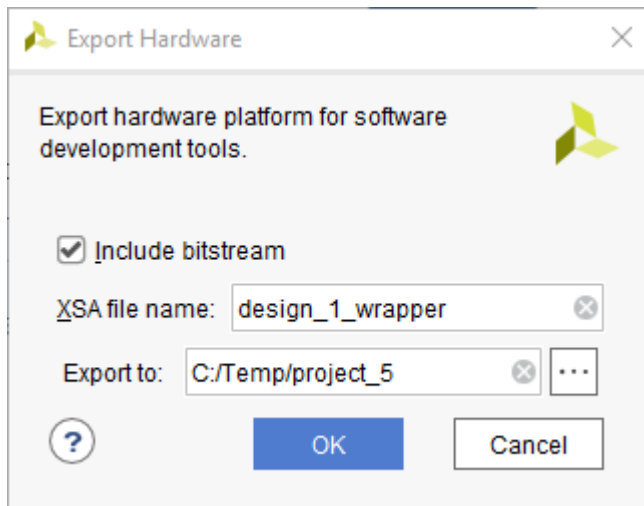 Export Hardware
Export hardware platform for software
development tools.
Include bitstream
XSA file name: design_1_wrapper
Export to: C:/Temp/project_5 ...
? OK Cancel